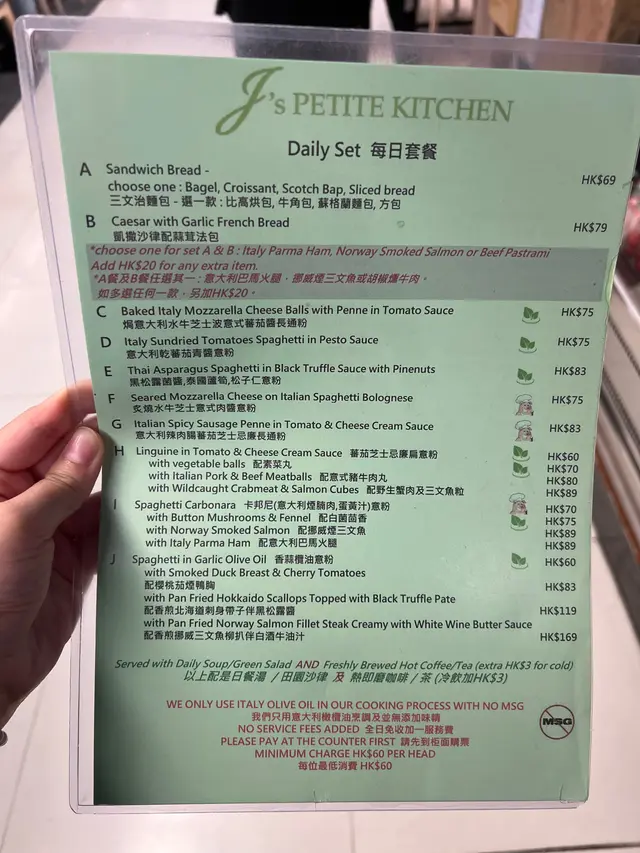 J's PETITE KITCHEN
Daily Set 每日套餐
A Sandwich Bread - HK$69
choose one : Bagel, Croissant, Scotch Bap, Sliced bread
三文治麵包 - 選一款 : 比高烘包, 牛角包, 蘇格蘭麵包, 方包
B Caesar with Garlic French Bread HK$79
凱撒沙律配蒜茸法包
*choose one for set A & B : Italy Parma Ham, Norway Smoked Salmon or Beef Pastrami
Add HK$20 for any extra item.
*A餐及B餐任選其一 : 意大利巴馬火腿, 挪威煙三文魚或胡椒燻牛肉。
如多選任何一款, 另加HK$20。
C Baked Italy Mozzarella Cheese Balls with Penne in Tomato Sauce HK$75
焗意大利水牛芝士波意式蕃茄醬長通粉
D Italy Sundried Tomatoes Spaghetti in Pesto Sauce HK$75
意大利乾蕃茄青醬意粉
E Thai Asparagus Spaghetti in Black Truffle Sauce with Pinenuts HK$83
黑松露菌醬,泰國蘆筍,松子仁意粉
F Seared Mozzarella Cheese on Italian Spaghetti Bolognese HK$75
炙燒水牛芝士意式肉醬意粉
G Italian Spicy Sausage Penne in Tomato & Cheese Cream Sauce HK$83
意大利辣肉腸蕃茄芝士忌廉長通粉
H Linguine in Tomato & Cheese Cream Sauce 蕃茄芝士忌廉扁意粉 HK$60
with vegetable balls 配素菜丸 HK$70
with Italian Pork & Beef Meatballs 配意式豬牛肉丸 HK$80
with Wildcaught Crabmeat & Salmon Cubes 配野生蟹肉及三文魚粒 HK$89
I Spaghetti Carbonara 卡邦尼(意大利煙腩肉,蛋黃汁)意粉 HK$70
with Button Mushrooms & Fennel 配白菌茴香 HK$75
with Norway Smoked Salmon 配挪威煙三文魚 HK$89
with Italy Parma Ham 配意大利巴馬火腿 HK$89
J Spaghetti in Garlic Olive Oil 香蒜欖油意粉 HK$60
with Smoked Duck Breast & Cherry Tomatoes
配櫻桃茄煙鴨胸 HK$83
with Pan Fried Hokkaido Scallops Topped with Black Truffle Pate
配香煎北海道刺身帶子伴黑松露醬 HK$119
with Pan Fried Norway Salmon Fillet Steak Creamy with White Wine Butter Sauce
配香煎挪威三文魚柳扒伴白酒牛油汁 HK$169
Served with Daily Soup/Green Salad AND Freshly Brewed Hot Coffee/Tea (extra HK$3 for cold)
以上配是日餐湯 / 田園沙律 及 熱即磨咖啡 / 茶 (冷飲加HK$3)
WE ONLY USE ITALY OLIVE OIL IN OUR COOKING PROCESS WITH NO MSG
我們只用意大利橄欖油烹調及並無添加味精
MSG
NO SERVICE FEES ADDED 全日免收加一服務費
PLEASE PAY AT THE COUNTER FIRST 請先到柜面購票
MINIMUM CHARGE HK$60 PER HEAD
每位最低消費 HK$60